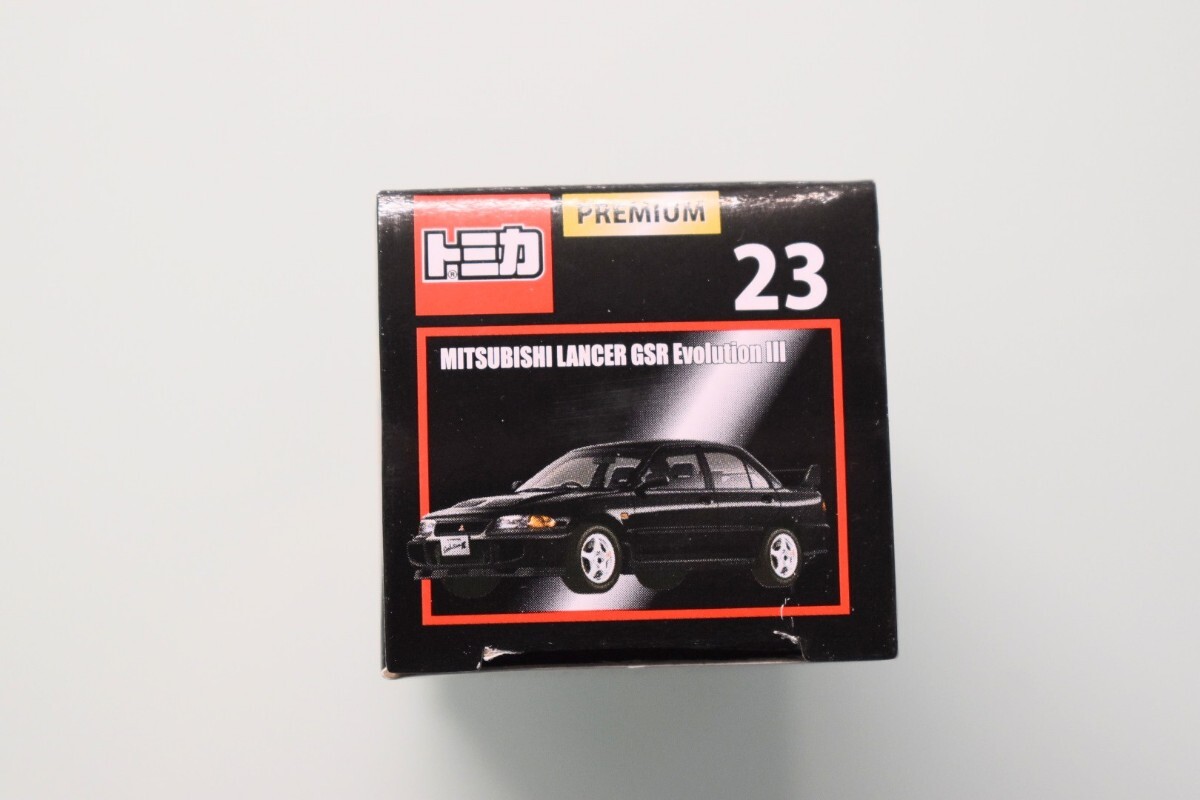 トミカ®
PREMIUM
23
MITSUBISHI LANCER GSR Evolution III